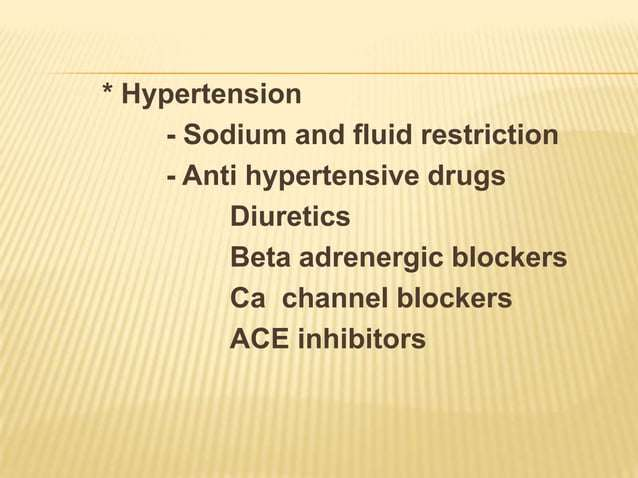 * Hypertension
- Sodium and fluid restriction
- Anti hypertensive drugs
Diuretics
Beta adrenergic blockers
Ca  channel blockers
ACE inhibitors